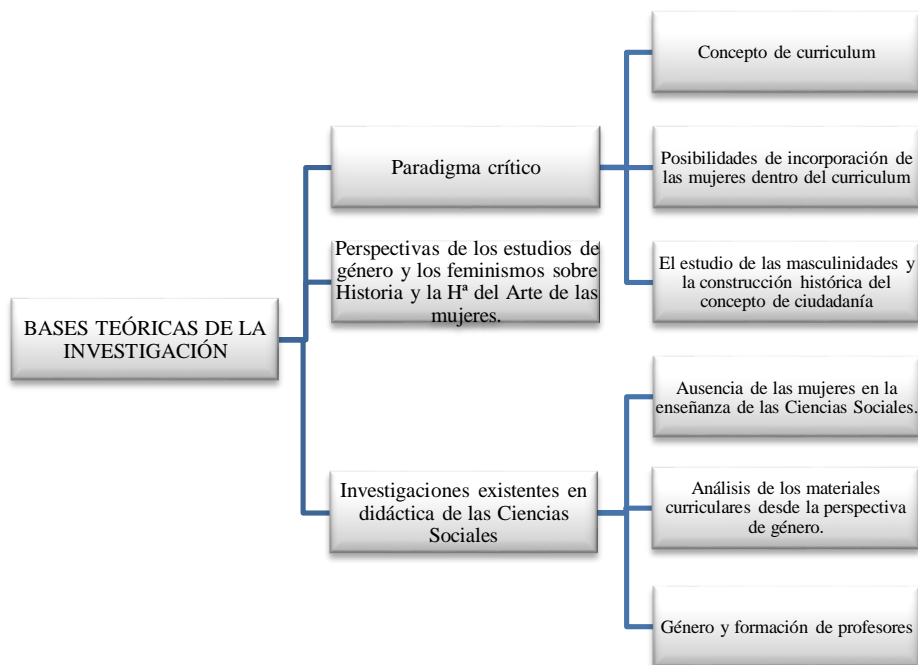 BASES TEÓRICAS DE LA
INVESTIGACIÓN
Paradigma crítico
Concepto de curriculum
Posibilidades de incorporación de
las mujeres dentro del curriculum
El estudio de las masculinidades y
la construcción histórica del
concepto de ciudadanía
Perspectivas de los estudios de
género y los feminismos sobre
Historia y la Hª del Arte de las
mujeres.
Investigaciones existentes en
didáctica de las Ciencias
Sociales
Ausencia de las mujeres en la
enseñanza de las Ciencias Sociales.
Análisis de los materiales
curriculares desde la perspectiva
de género.
Género y formación de profesores